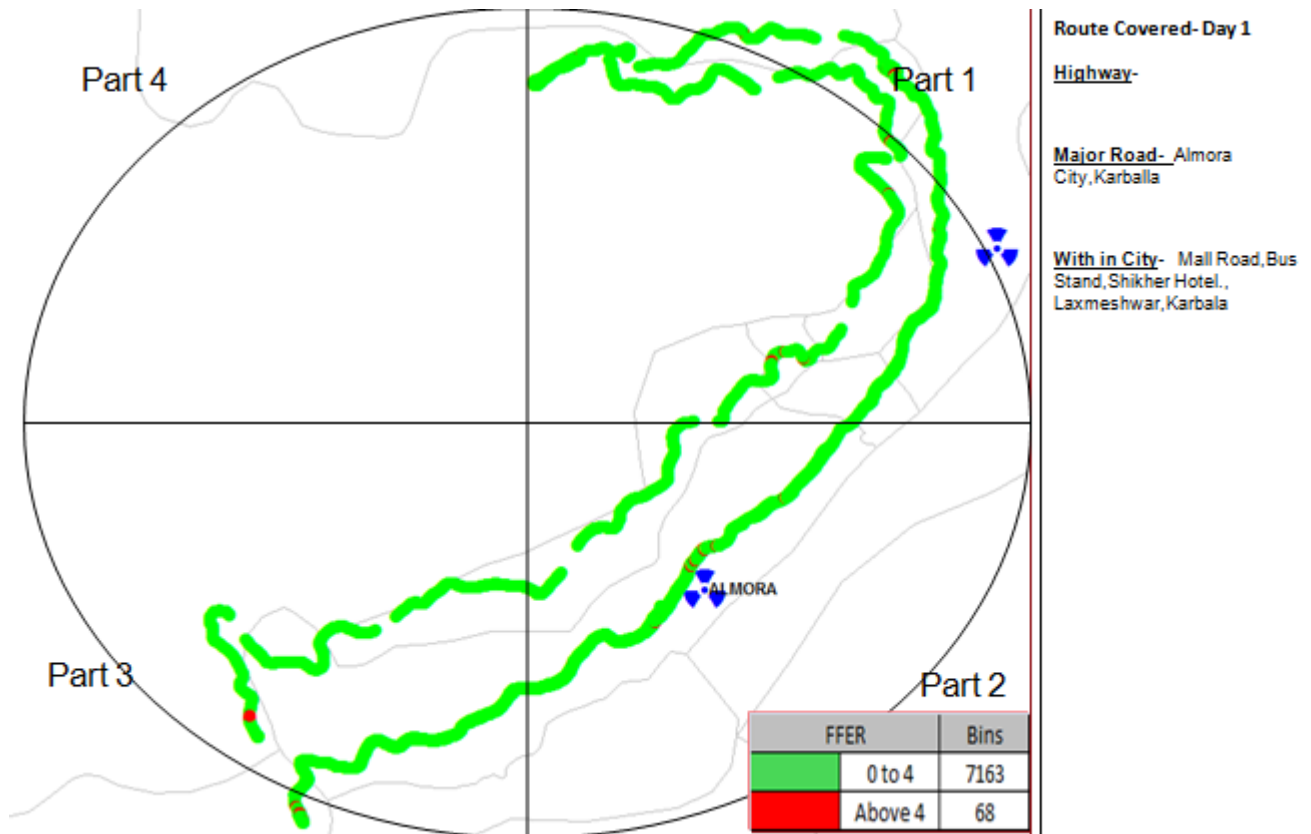 Part 4
Part 1
Part 3
Part 2
ALMORA
FFER Bins
0 to 4 7163
Above 4 68
Route Covered- Day 1
Highway-
Major Road- Almora
City,Karballa
With in City- Mall Road,Bus
Stand,Shikher Hotel.,
Laxmeshwar,Karbala